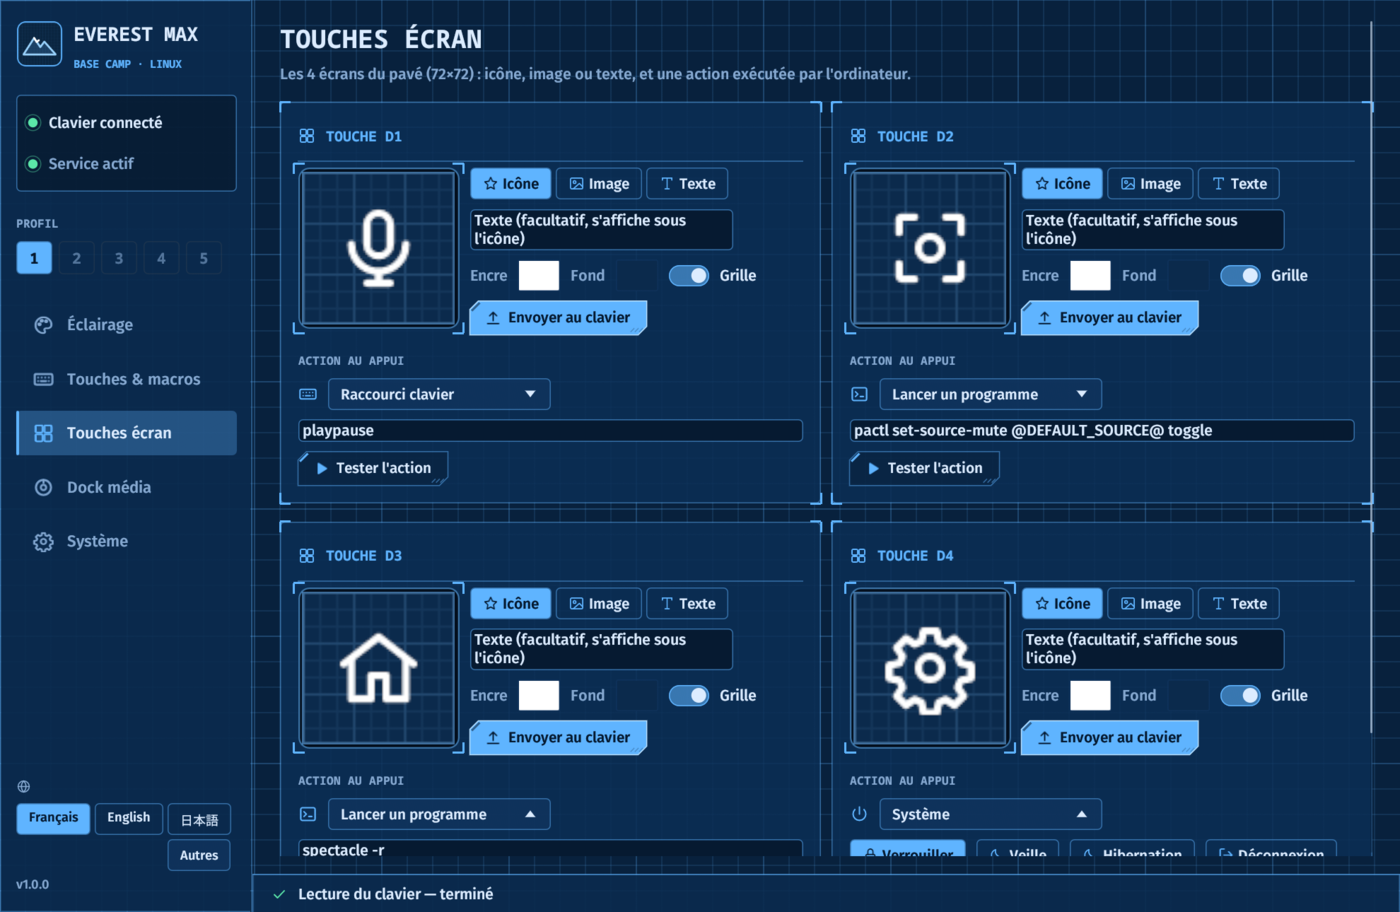 EVEREST MAX
BASE CAMP · LINUX
Clavier connecté
Service actif
PROFIL
1 2 3 4 5
Éclairage
Touches & macros
Touches écran
Dock média
Système
Français English 日本語
Autres
v1.0.0
TOUCHES ÉCRAN
Les 4 écrans du pavé (72×72) : icône, image ou texte, et une action exécutée par l'ordinateur.
TOUCHE D1
Icône Image Texte
Texte (facultatif, s'affiche sous
l'icône)
Encre Fond Grille
Envoyer au clavier
ACTION AU APPUI
Raccourci clavier
playpause
Tester l'action
TOUCHE D2
Icône Image Texte
Texte (facultatif, s'affiche sous
l'icône)
Encre Fond Grille
Envoyer au clavier
ACTION AU APPUI
Lancer un programme
pactl set-source-mute @DEFAULT_SOURCE@ toggle
Tester l'action
TOUCHE D3
Icône Image Texte
Texte (facultatif, s'affiche sous
l'icône)
Encre Fond Grille
Envoyer au clavier
ACTION AU APPUI
Lancer un programme
spectacle -r
TOUCHE D4
Icône Image Texte
Texte (facultatif, s'affiche sous
l'icône)
Encre Fond Grille
Envoyer au clavier
ACTION AU APPUI
Système
Verrouiller Veille Hibernation Déconnexion
Lecture du clavier — terminé